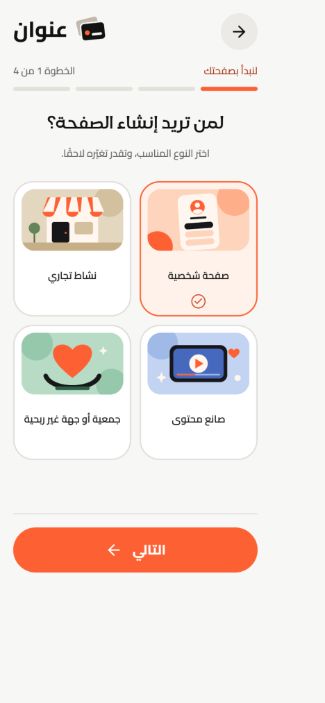 عنوان
لنبدأ بصفحتك
الخطوة 1 من 4
لمن تريد إنشاء الصفحة؟
اختر النوع المناسب، وتقدر تغيّره لاحقًا.
صفحة شخصية
نشاط تجاري
صانع محتوى
جمعية أو جهة غير ربحية
التالي